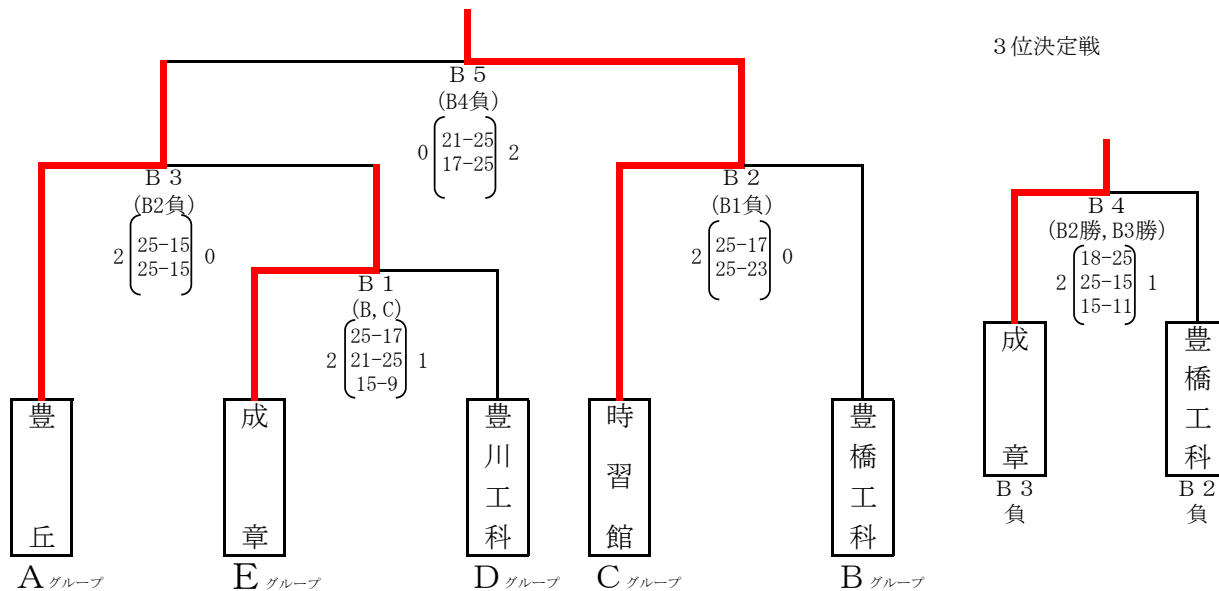 3位決定戦
B5
(B4負)
0 21-25 2
17-25
B3
(B2負)
2 25-15 0
25-15
B2
(B1負)
2 25-17 0
25-23
B1
(B,C)
25-17
2 21-25 1
15-9
B4
(B2勝,B3勝)
18-25
2 25-15 1
15-11
豊丘
成章
豊川工科
時習館
豊橋工科
Aグループ
Eグループ
Dグループ
Cグループ
Bグループ
成章
豊橋工科
B3
負
B2
負